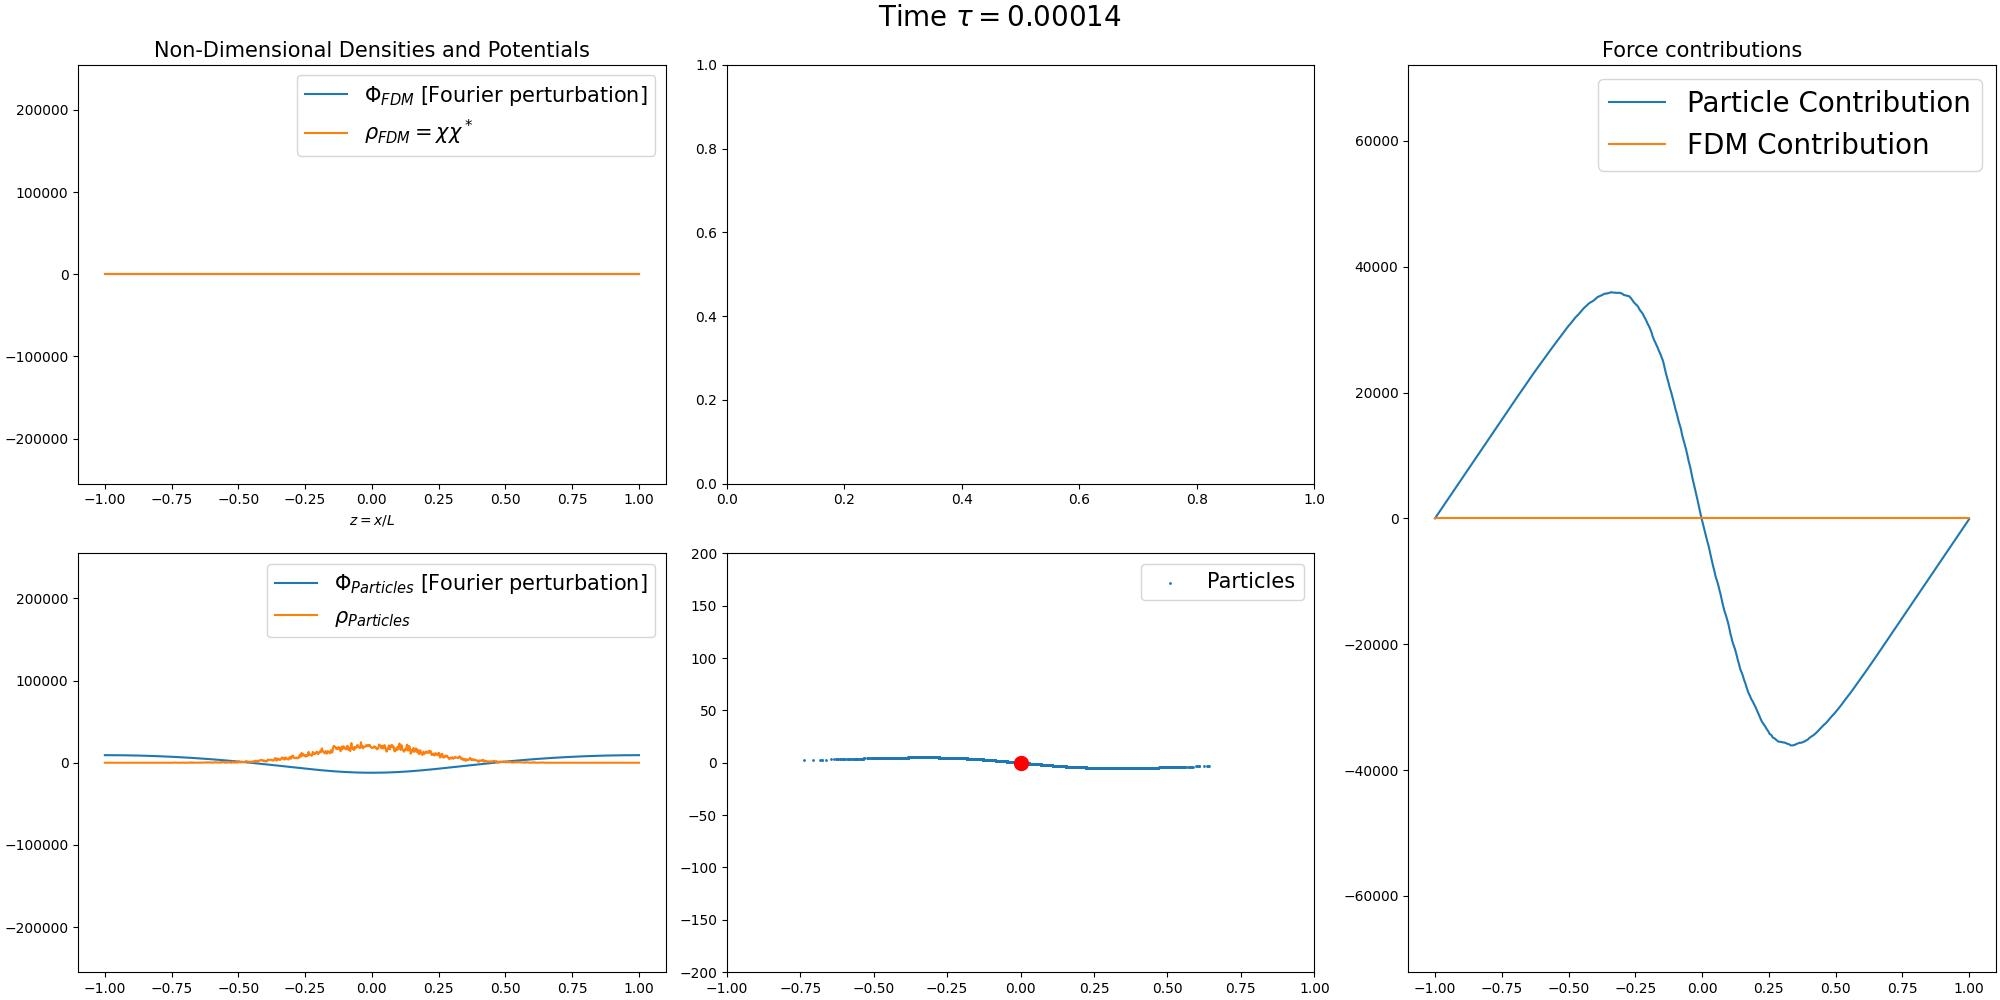 Time τ = 0.00014
Non-Dimensional Densities and Potentials
Φ_FDM [Fourier perturbation]
ρ_FDM = χχ*
200000
100000
0
−100000
−200000
−1.00 −0.75 −0.50 −0.25 0.00 0.25 0.50 0.75 1.00
z = x/L
1.0
0.8
0.6
0.4
0.2
0.0
0.0 0.2 0.4 0.6 0.8 1.0
Force contributions
Particle Contribution
FDM Contribution
60000
40000
20000
0
−20000
−40000
−60000
−1.00 −0.75 −0.50 −0.25 0.00 0.25 0.50 0.75 1.00
Φ_Particles [Fourier perturbation]
ρ_Particles
200000
100000
0
−100000
−200000
−1.00 −0.75 −0.50 −0.25 0.00 0.25 0.50 0.75 1.00
Particles
200
150
100
50
0
−50
−100
−150
−200
−1.00 −0.75 −0.50 −0.25 0.00 0.25 0.50 0.75 1.00